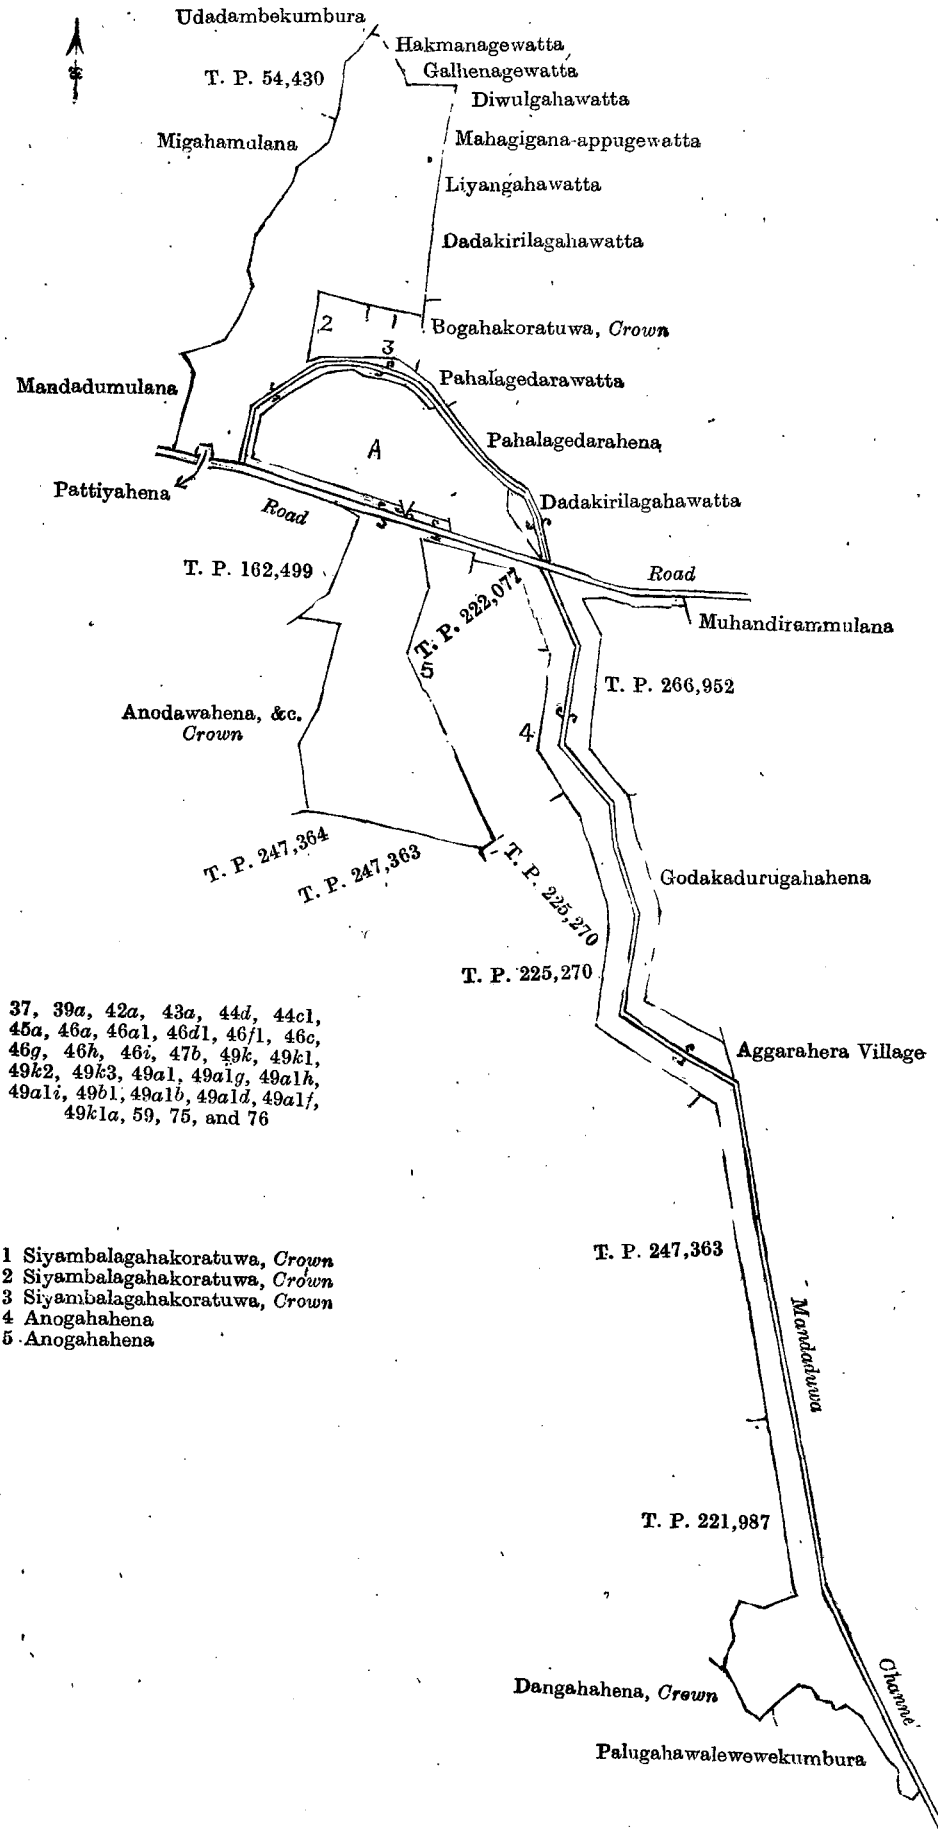 Udadambekumbura
Hakmanagewatta
Galhenagewatta
T. P. 54,430
Diwulgahawatta
Migahamulana
Mahagigana-appugewatta
Liyangahawatta
Dadakirilagahawatta
2
1
Bogahakoratuwa, Crown
3
Mandadumulana
Pahalagedarawatta
A
Pahalagedarahena
Pattiyahena
Road
Dadakirilagahawatta
T. P. 162,499
Road
T. P. 222,077
Muhandirammulana
5
T. P. 266,952
Anodawahena, &c.
Crown
4
T. P. 247,364
T. P. 247,363
T. P. 225,270
Godakadurugahahena
T. P. 225,270
37, 39a, 42a, 43a, 44d, 44c1,
45a, 46a, 46a1, 46d1, 46f1, 46c,
46g, 46h, 46i, 47b, 49k, 49k1,
49k2, 49k3, 49a1, 49a1g, 49a1h,
49a1i, 49b1, 49a1b, 49a1d, 49a1f,
49k1a, 59, 75, and 76
Aggarahera Village
1 Siyambalagahakoratuwa, Crown
2 Siyambalagahakoratuwa, Crown
3 Siyambalagahakoratuwa, Crown
4 Anogahahena
5 Anogahahena
T. P. 247,363
Mandaduwa
T. P. 221,987
Dangahahena, Crown
Channe
Palugahawalewewekumbura